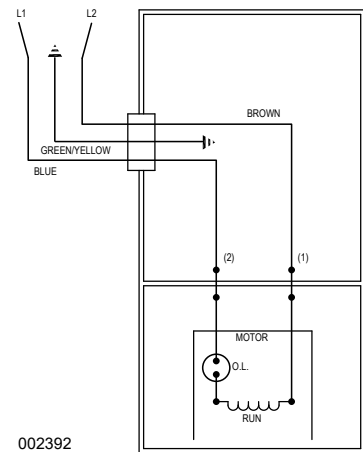 L1
L2
BROWN
GREEN/YELLOW
BLUE
(2)
(1)
MOTOR
O.L.
RUN
002392